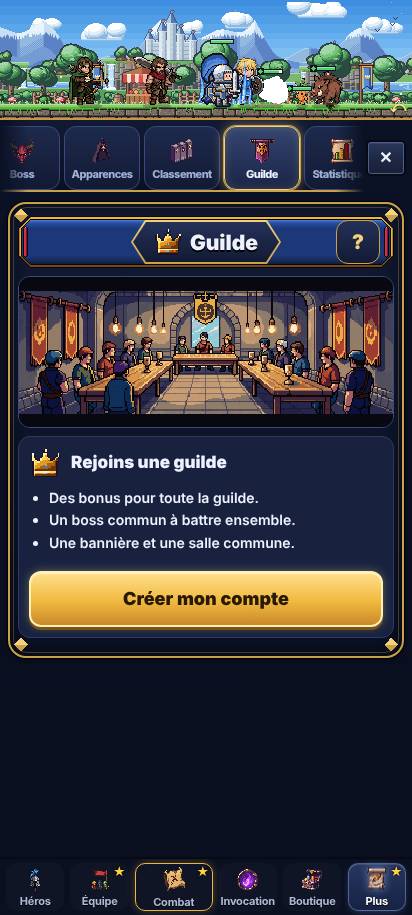 Boss
Apparences
Classement
Guilde
Statistiqu
×
Guilde
?
Rejoins une guilde
• Des bonus pour toute la guilde.
• Un boss commun à battre ensemble.
• Une bannière et une salle commune.
Créer mon compte
Héros
Équipe
Combat
Invocation
Boutique
Plus